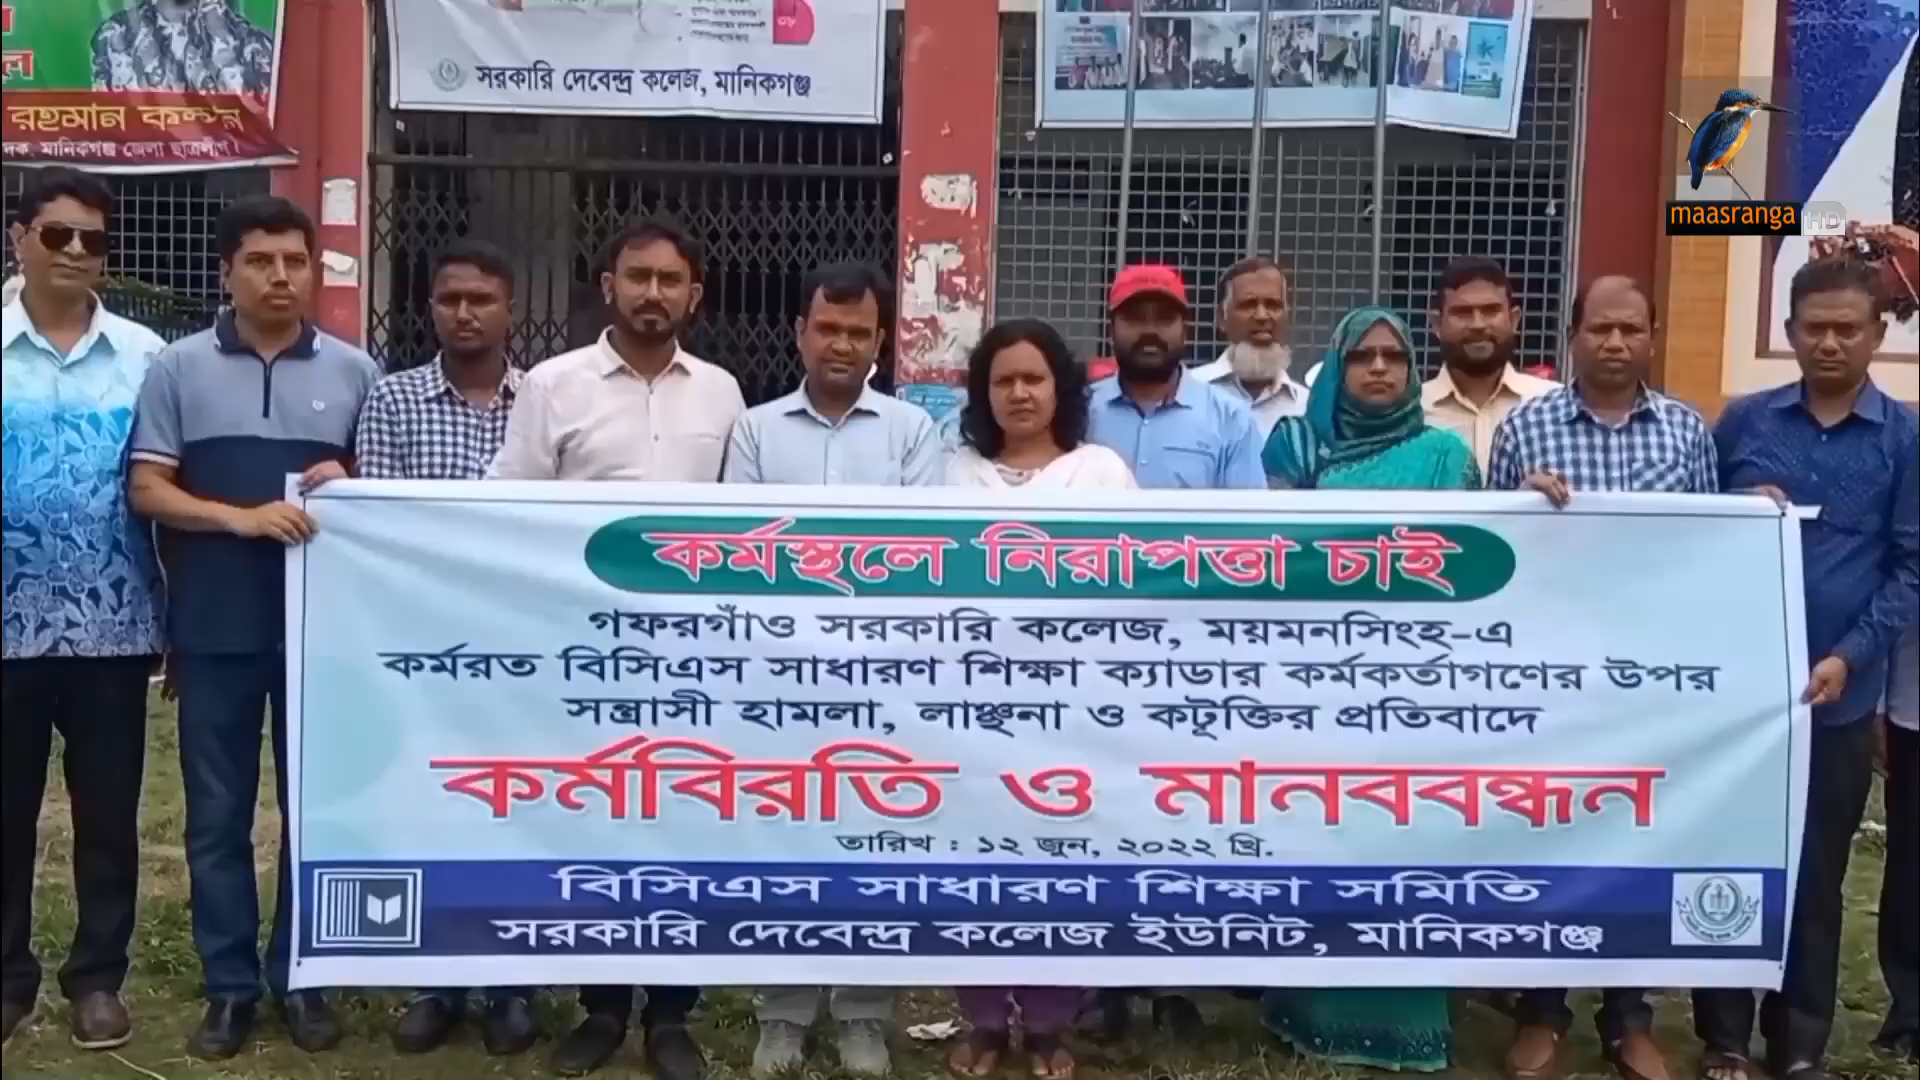 রহমান
দক, মানিকগঞ্জ জেলা ছাত্রলীগ।
০৮
সরকারি দেবেন্দ্র কলেজ, মানিকগঞ্জ
maasranga HD
কর্মস্থলে নিরাপত্তা চাই
গফরগাঁও সরকারি কলেজ, ময়মনসিংহ-এ
কর্মরত বিসিএস সাধারণ শিক্ষা ক্যাডার কর্মকর্তাগণের উপর
সন্ত্রাসী হামলা, লাঞ্ছনা ও কটূক্তির প্রতিবাদে
কর্মবিরতি ও মানববন্ধন
তারিখ : ১২ জুন, ২০২২ খ্রি.
বিসিএস সাধারণ শিক্ষা সমিতি
সরকারি দেবেন্দ্র কলেজ ইউনিট, মানিকগঞ্জ